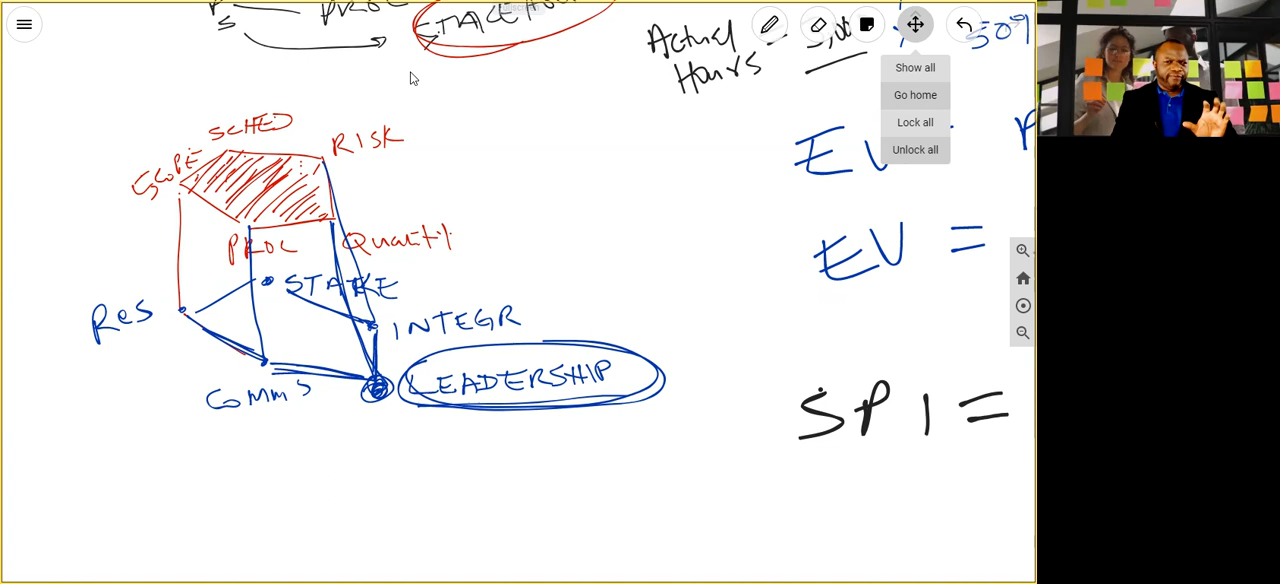 PROC
Actual
Hours
509
Show all
Go home
Lock all
Unlock all
SCHED
RISK
SCOPE
EV
PROC
Quality
EV =
STAKE
Res
INTEGR
LEADERSHIP
Comms
SPI =